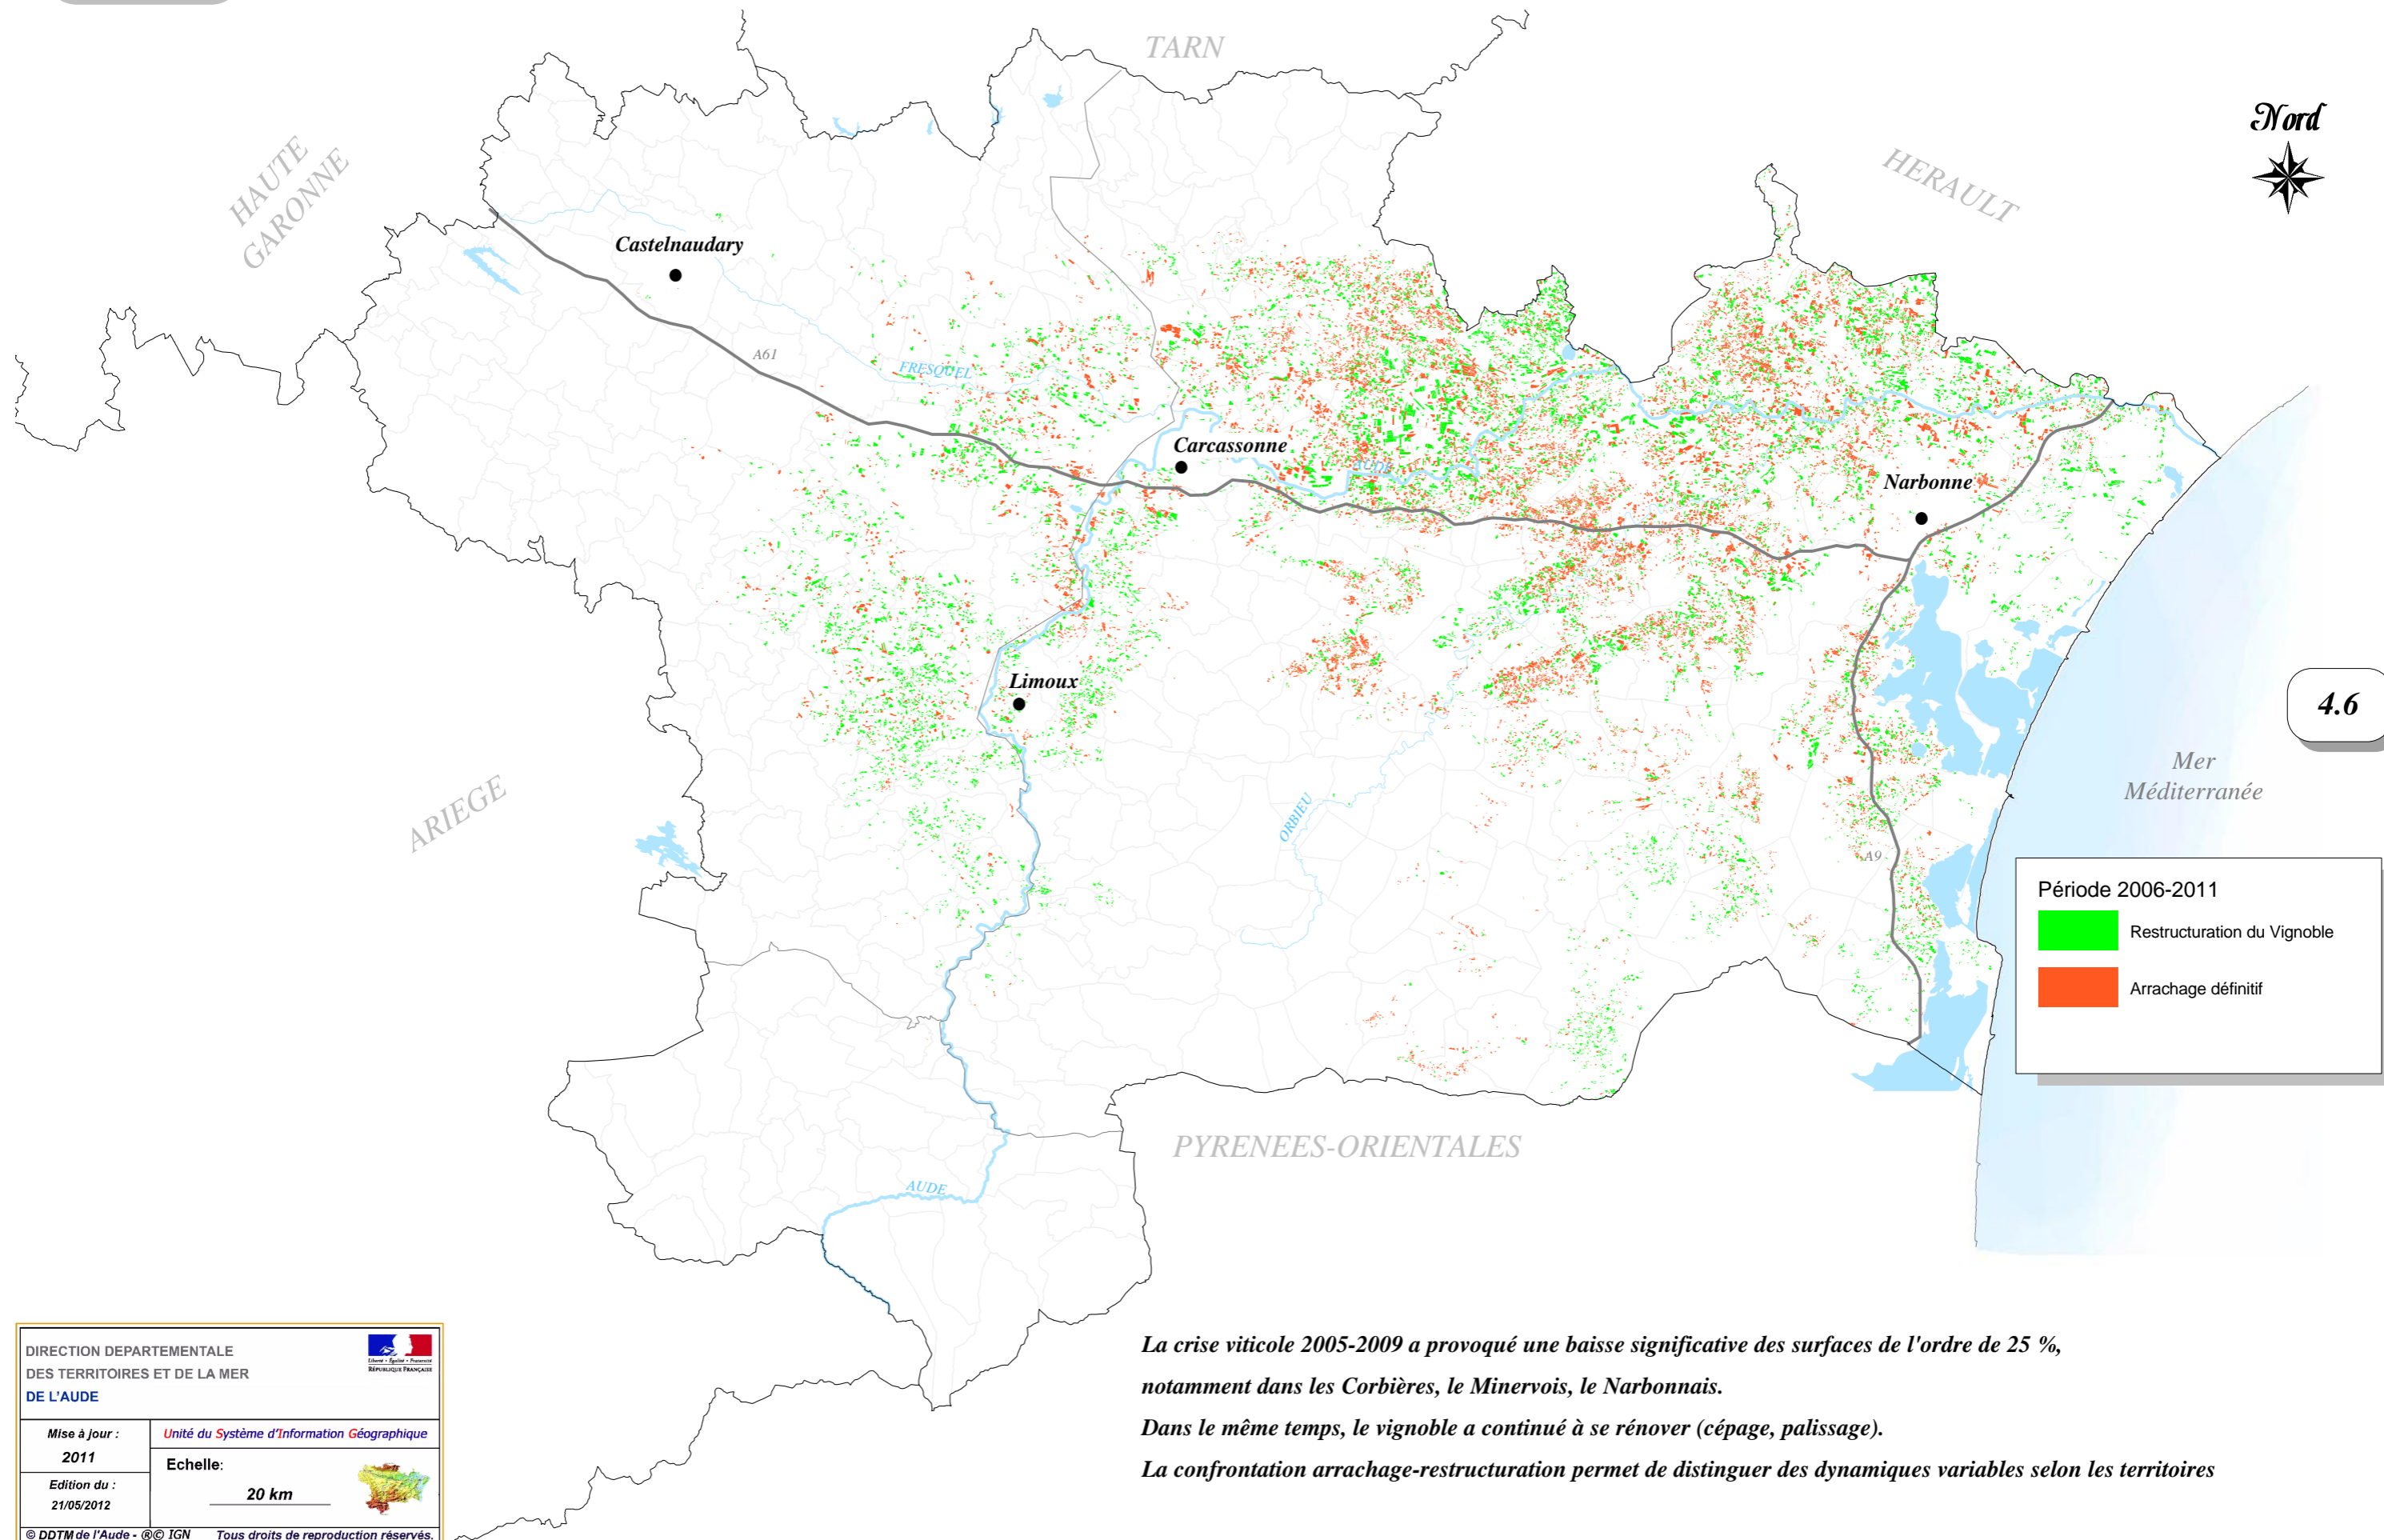 TARN
Nord
HERAULT
HAUTE
GARONNE
Castelnaudary
A61
FRESQUEL
Carcassonne
AUDE
Narbonne
Limoux
4.6
Mer
Méditerranée
ARIEGE
ORBIEU
A9
Période 2006-2011
Restructuration du Vignoble
Arrachage définitif
PYRENEES-ORIENTALES
AUDE
DIRECTION DEPARTEMENTALE
DES TERRITOIRES ET DE LA MER
DE L'AUDE
Liberté • Égalité • Fraternité
RÉPUBLIQUE FRANÇAISE
Mise à jour :
2011
Unité du Système d'Information Géographique
Edition du :
21/05/2012
Echelle:
20 km
© DDTM de l'Aude - ®© IGN Tous droits de reproduction réservés.
La crise viticole 2005-2009 a provoqué une baisse significative des surfaces de l'ordre de 25 %,
notamment dans les Corbières, le Minervois, le Narbonnais.
Dans le même temps, le vignoble a continué à se rénover (cépage, palissage).
La confrontation arrachage-restructuration permet de distinguer des dynamiques variables selon les territoires